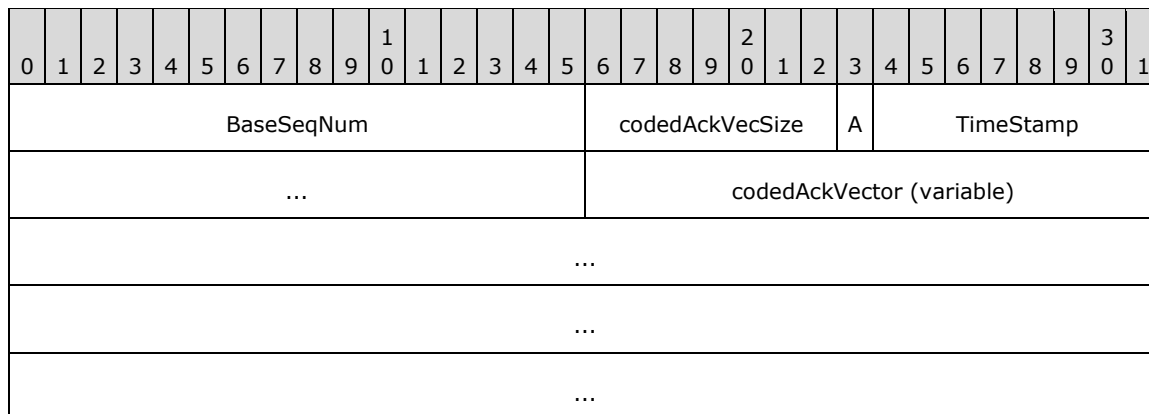 1 2 3
0 1 2 3 4 5 6 7 8 9 0 1 2 3 4 5 6 7 8 9 0 1 2 3 4 5 6 7 8 9 0 1
BaseSeqNum codedAckVecSize A TimeStamp
... codedAckVector (variable)
...
...
...